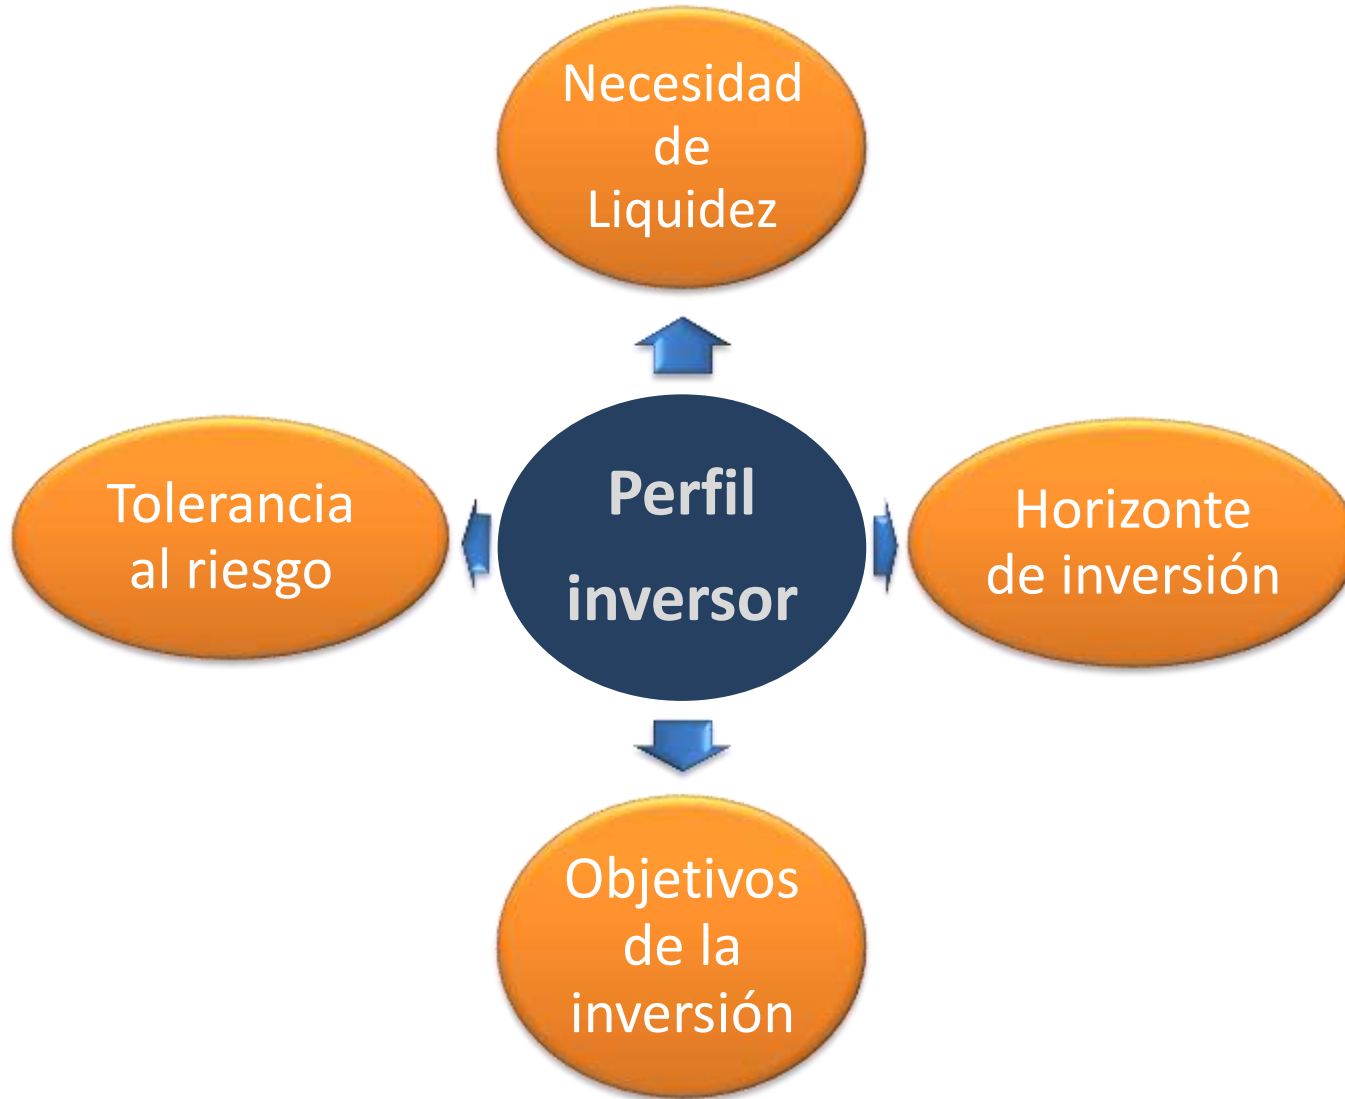 Necesidad
de
Liquidez
Tolerancia
al riesgo
Perfil
inversor
Horizonte
de inversión
Objetivos
de la
inversión